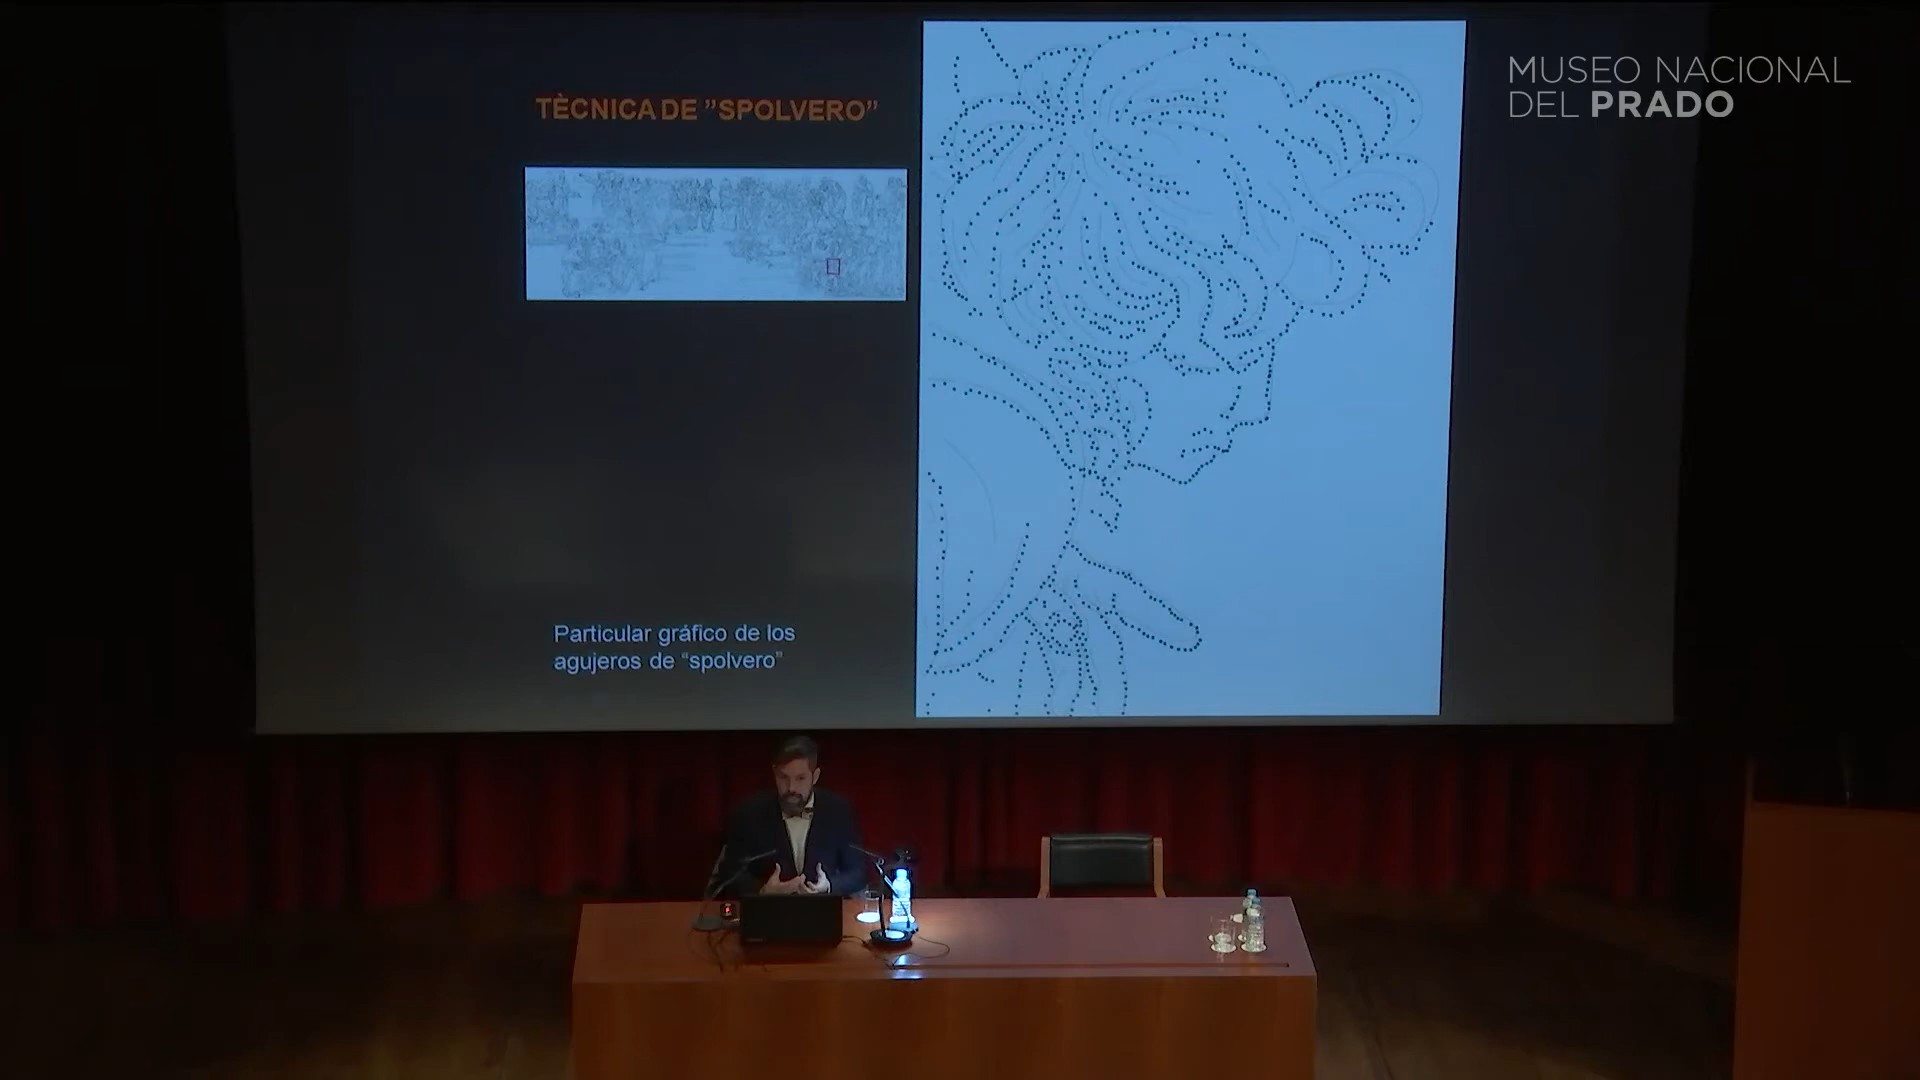 TÈCNICA DE ”SPOLVERO”
MUSEO NACIONAL
DEL PRADO
Particular gráfico de los
agujeros de “spolvero”